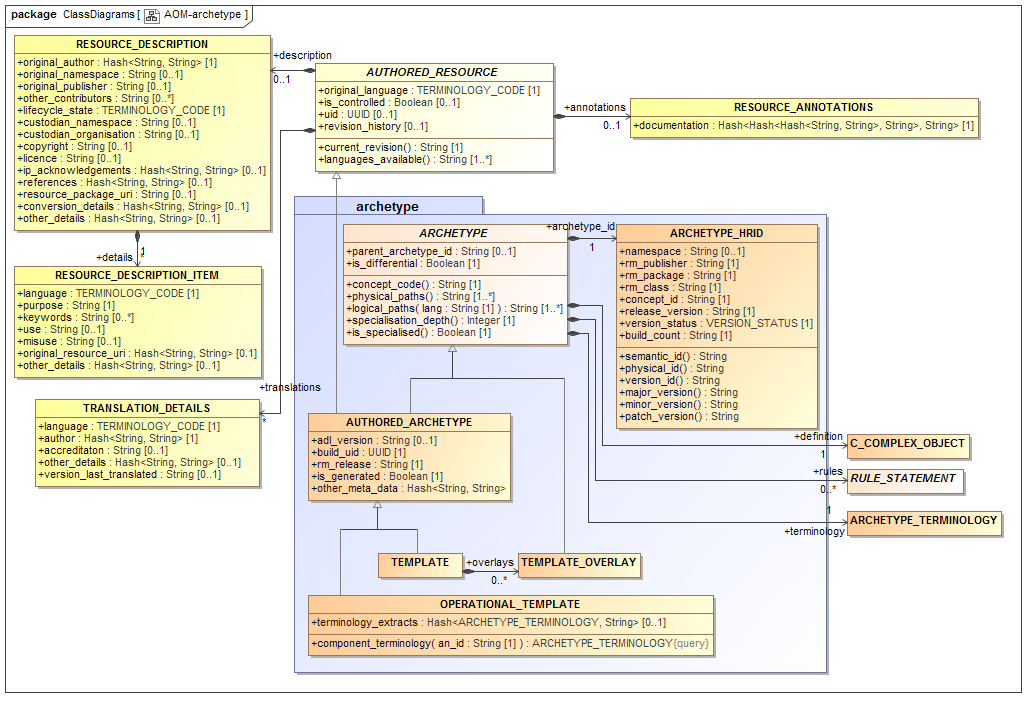 package ClassDiagrams [ AOM-archetype ]
RESOURCE_DESCRIPTION
+original_author : Hash<String, String> [1]
+original_namespace : String [0..1]
+original_publisher : String [0..1]
+other_contributors : String [0..*]
+lifecycle_state : TERMINOLOGY_CODE [1]
+custodian_namespace : String [0..1]
+custodian_organisation : String [0..1]
+copyright : String [0..1]
+licence : String [0..1]
+ip_acknowledgements : Hash<String, String> [0..1]
+references : Hash<String, String> [0..1]
+resource_package_uri : String [0..1]
+conversion_details : Hash<String, String> [0..1]
+other_details : Hash<String, String> [0..1]
+description
0..1
AUTHORED_RESOURCE
+original_language : TERMINOLOGY_CODE [1]
+is_controlled : Boolean [0..1]
+uid : UUID [0..1]
+revision_history [0..1]
+current_revision() : String [1]
+languages_available() : String [1..*]
+annotations
0..1
RESOURCE_ANNOTATIONS
+documentation : Hash<Hash<Hash<String, String>, String>, String> [1]
1
+details
*
RESOURCE_DESCRIPTION_ITEM
+language : TERMINOLOGY_CODE [1]
+purpose : String [1]
+keywords : String [0..*]
+use : String [0..1]
+misuse : String [0..1]
+original_resource_uri : Hash<String, String> [0.1]
+other_details : Hash<String, String> [0..1]
+translations
*
TRANSLATION_DETAILS
+language : TERMINOLOGY_CODE [1]
+author : Hash<String, String> [1]
+accreditaton : String [0..1]
+other_details : Hash<String, String> [0..1]
+version_last_translated : String [0..1]
archetype
ARCHETYPE
+parent_archetype_id : String [0..1]
+is_differential : Boolean [1]
+concept_code() : String [1]
+physical_paths() : String [1..*]
+logical_paths( lang : String [1] ) : String [1..*]
+specialisation_depth() : Integer [1]
+is_specialised() : Boolean [1]
+archetype_id
1
ARCHETYPE_HRID
+namespace : String [0..1]
+rm_publisher : String [1]
+rm_package : String [1]
+rm_class : String [1]
+concept_id : String [1]
+release_version : String [1]
+version_status : VERSION_STATUS [1]
+build_count : String [1]
+semantic_id() : String
+physical_id() : String
+version_id() : String
+major_version() : String
+minor_version() : String
+patch_version() : String
AUTHORED_ARCHETYPE
+adl_version : String [0..1]
+build_uid : UUID [1]
+rm_release : String [1]
+is_generated : Boolean [1]
+other_meta_data : Hash<String, String>
+definition
1
C_COMPLEX_OBJECT
+rules
0..*
RULE_STATEMENT
1
+terminology
ARCHETYPE_TERMINOLOGY
TEMPLATE
+overlays
0..*
TEMPLATE_OVERLAY
OPERATIONAL_TEMPLATE
+terminology_extracts : Hash<ARCHETYPE_TERMINOLOGY, String> [0..1]
+component_terminology( an_id : String [1] ) : ARCHETYPE_TERMINOLOGY{query}